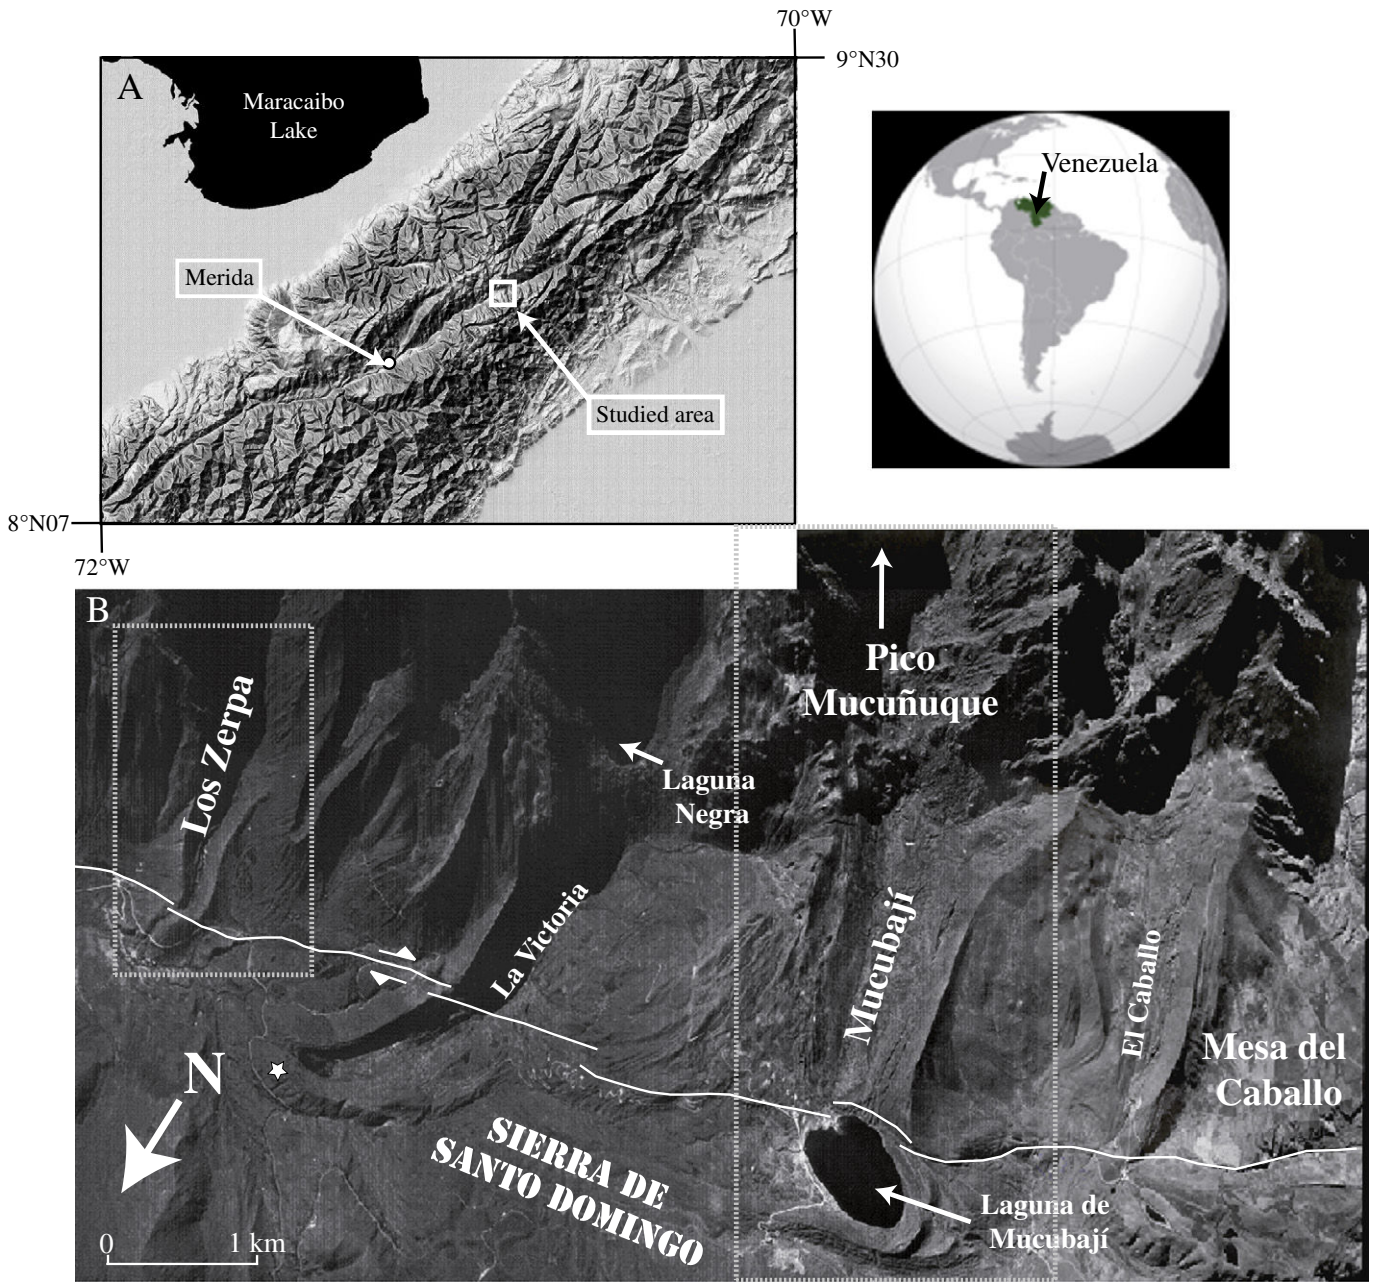 70°W
9°N30
A
Maracaibo
Lake
Venezuela
Merida
Studied area
8°N07
72°W
B
Pico
Mucuñuque
Los Zerpa
Laguna
Negra
La Victoria
Mucubají
El Caballo
Mesa del
Caballo
N
SIERRA DE
SANTO DOMINGO
Laguna de
Mucubají
0 1 km